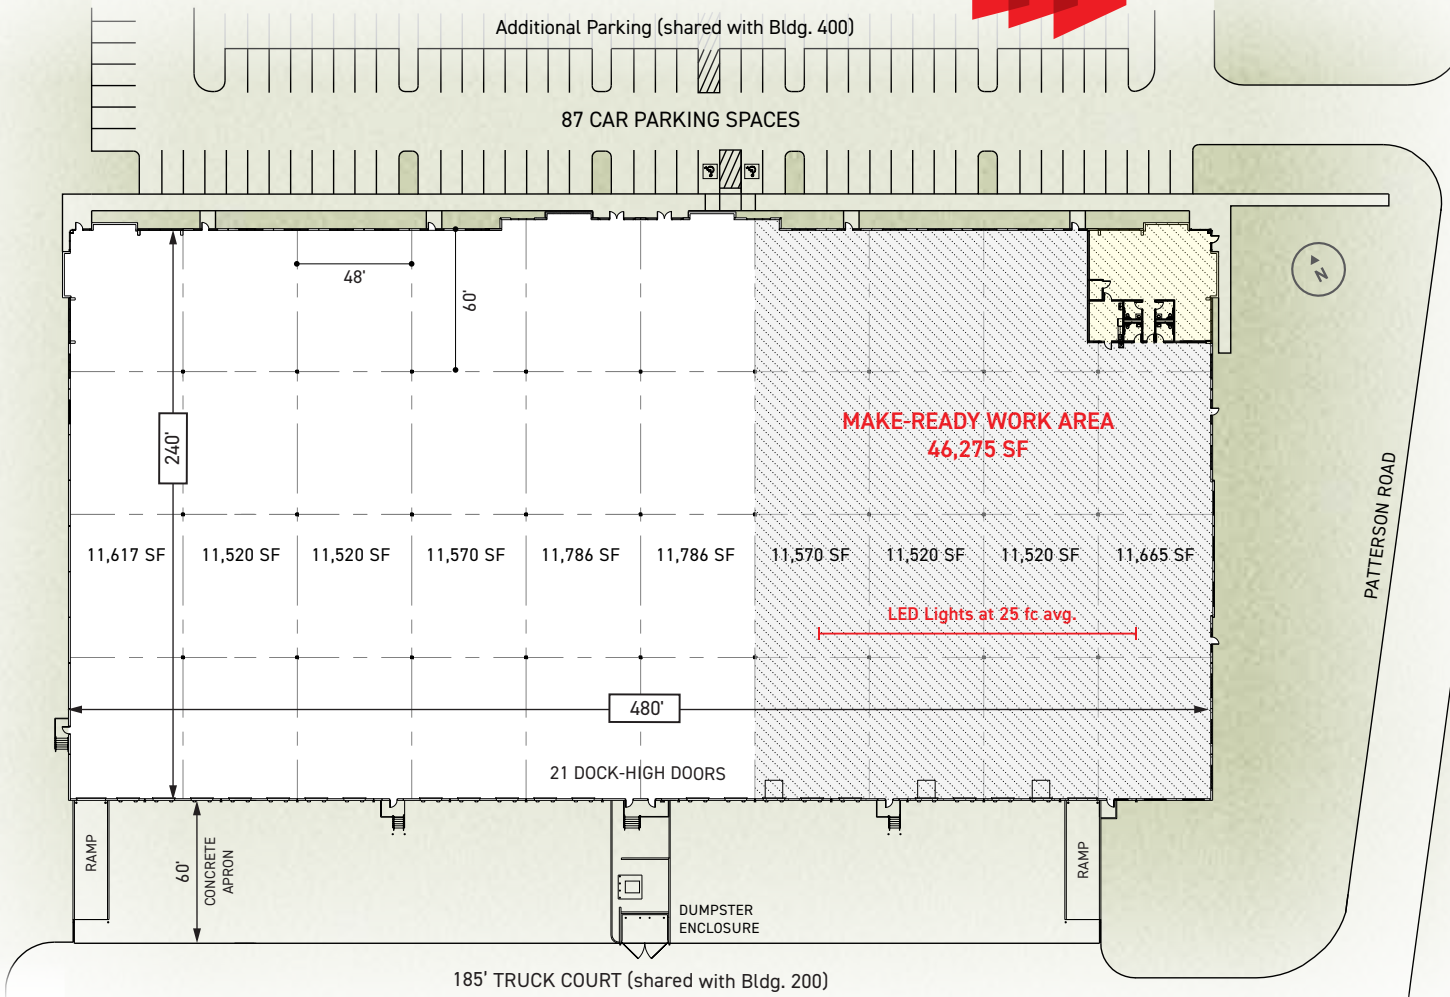 Additional Parking (shared with Bldg. 400)
87 CAR PARKING SPACES
48'
60'
N
240'
MAKE-READY WORK AREA
46,275 SF
PATTERSON ROAD
11,617 SF
11,520 SF
11,520 SF
11,570 SF
11,786 SF
11,786 SF
11,570 SF
11,520 SF
11,520 SF
11,665 SF
LED Lights at 25 fc avg.
480'
21 DOCK-HIGH DOORS
RAMP
60'
CONCRETE
APRON
RAMP
DUMPSTER
ENCLOSURE
185' TRUCK COURT (shared with Bldg. 200)